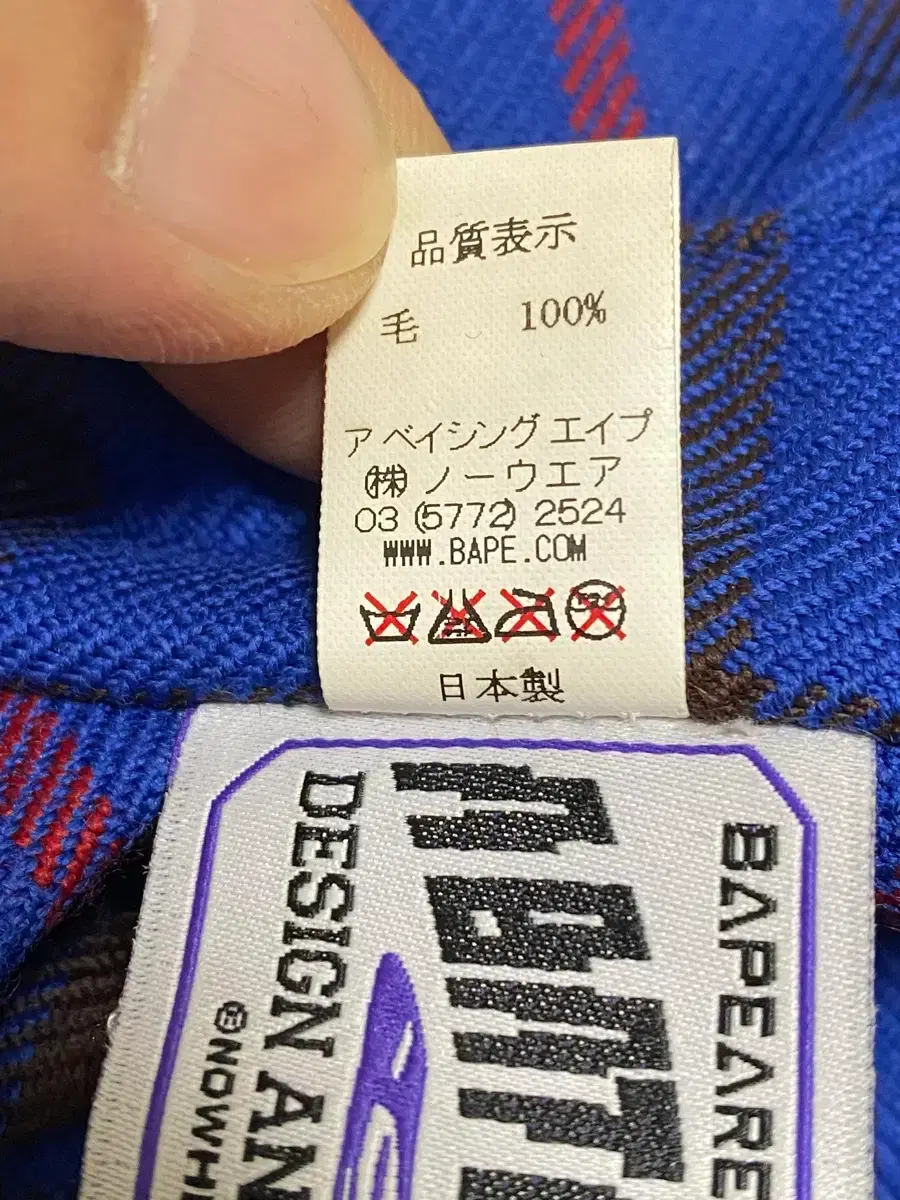 品質表示
毛 100%
ア ベイシング エイプ
㈱ ノーウエア
03 (5772) 2524
WWW.BAPE.COM
日本製
BAPEARE
DESIGN AN
©NOWH